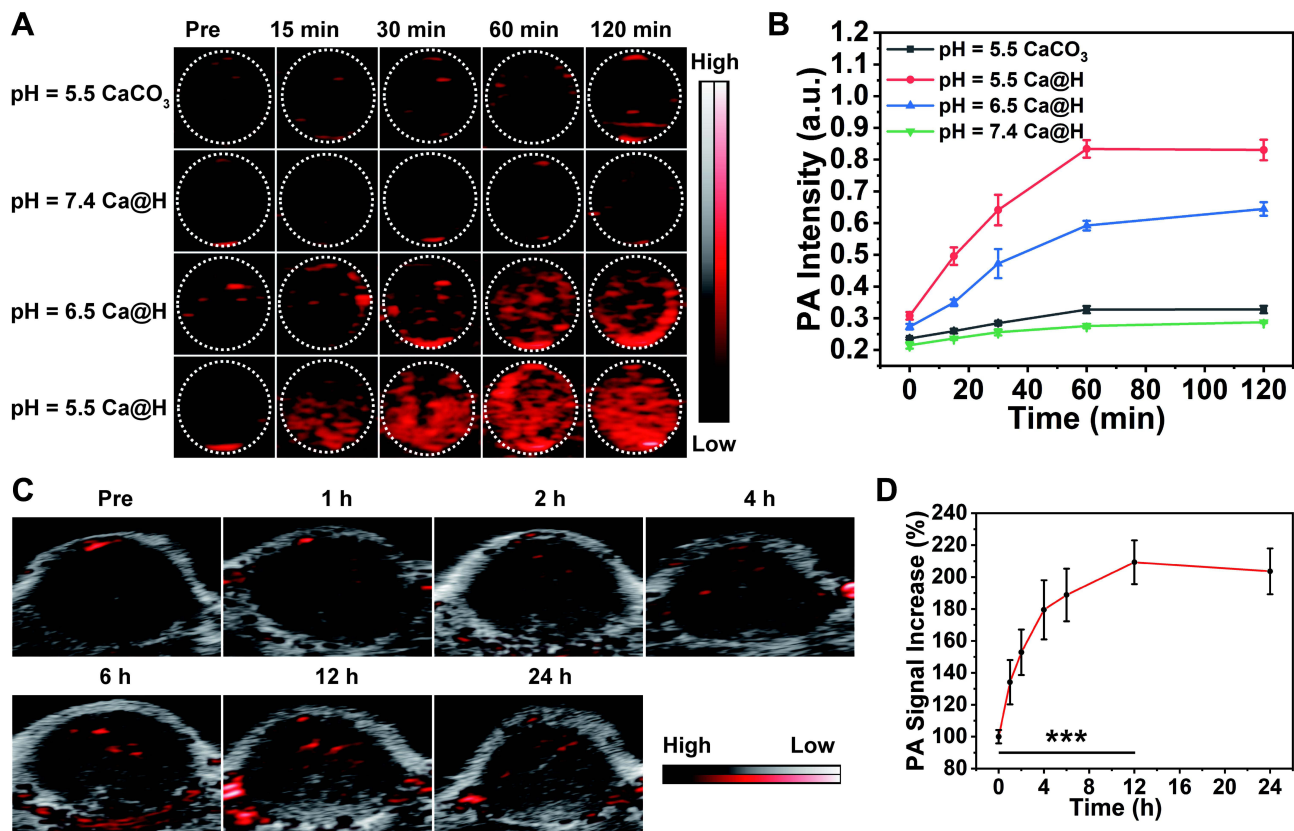 A
Pre 15 min 30 min 60 min 120 min
pH = 5.5 CaCO3
pH = 7.4 Ca@H
pH = 6.5 Ca@H
pH = 5.5 Ca@H
High
Low
B
PA Intensity (a.u.)
1.2
1.1
1.0
0.9
0.8
0.7
0.6
0.5
0.4
0.3
0.2
pH = 5.5 CaCO3
pH = 5.5 Ca@H
pH = 6.5 Ca@H
pH = 7.4 Ca@H
0 20 40 60 80 100 120
Time (min)
C
Pre 1 h 2 h 4 h
6 h 12 h 24 h
High Low
D
PA Signal Increase (%)
240
220
200
180
160
140
120
100
80
***
0 4 8 12 16 20 24
Time (h)